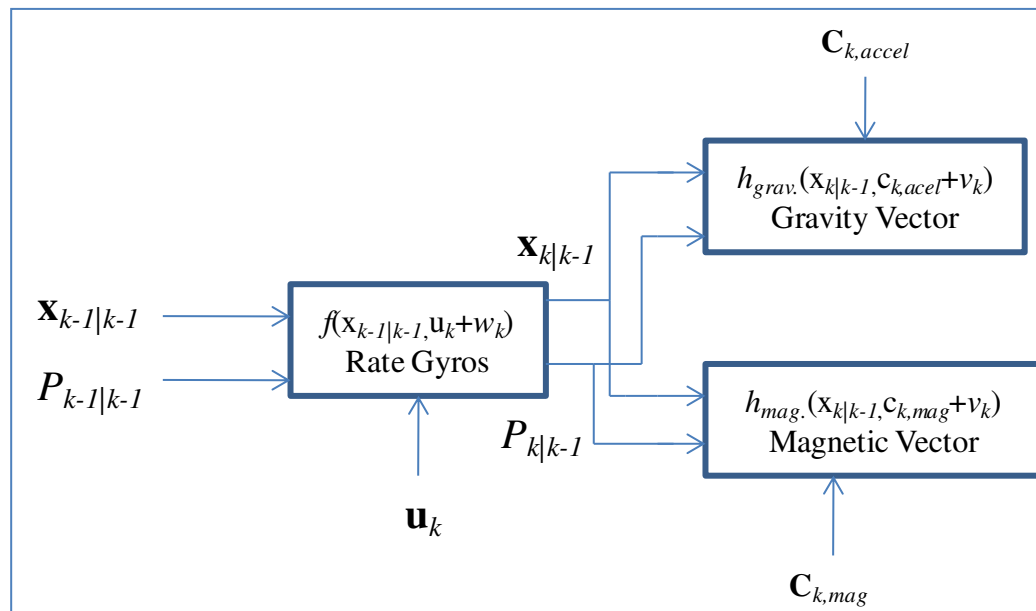 C_{k,accel}
h_{grav.}(x_{k|k-1},c_{k,acel}+v_k)
Gravity Vector
x_{k|k-1}
x_{k-1|k-1}
f(x_{k-1|k-1},u_k+w_k)
Rate Gyros
P_{k-1|k-1}
h_{mag.}(x_{k|k-1},c_{k,mag}+v_k)
Magnetic Vector
P_{k|k-1}
u_k
C_{k,mag}